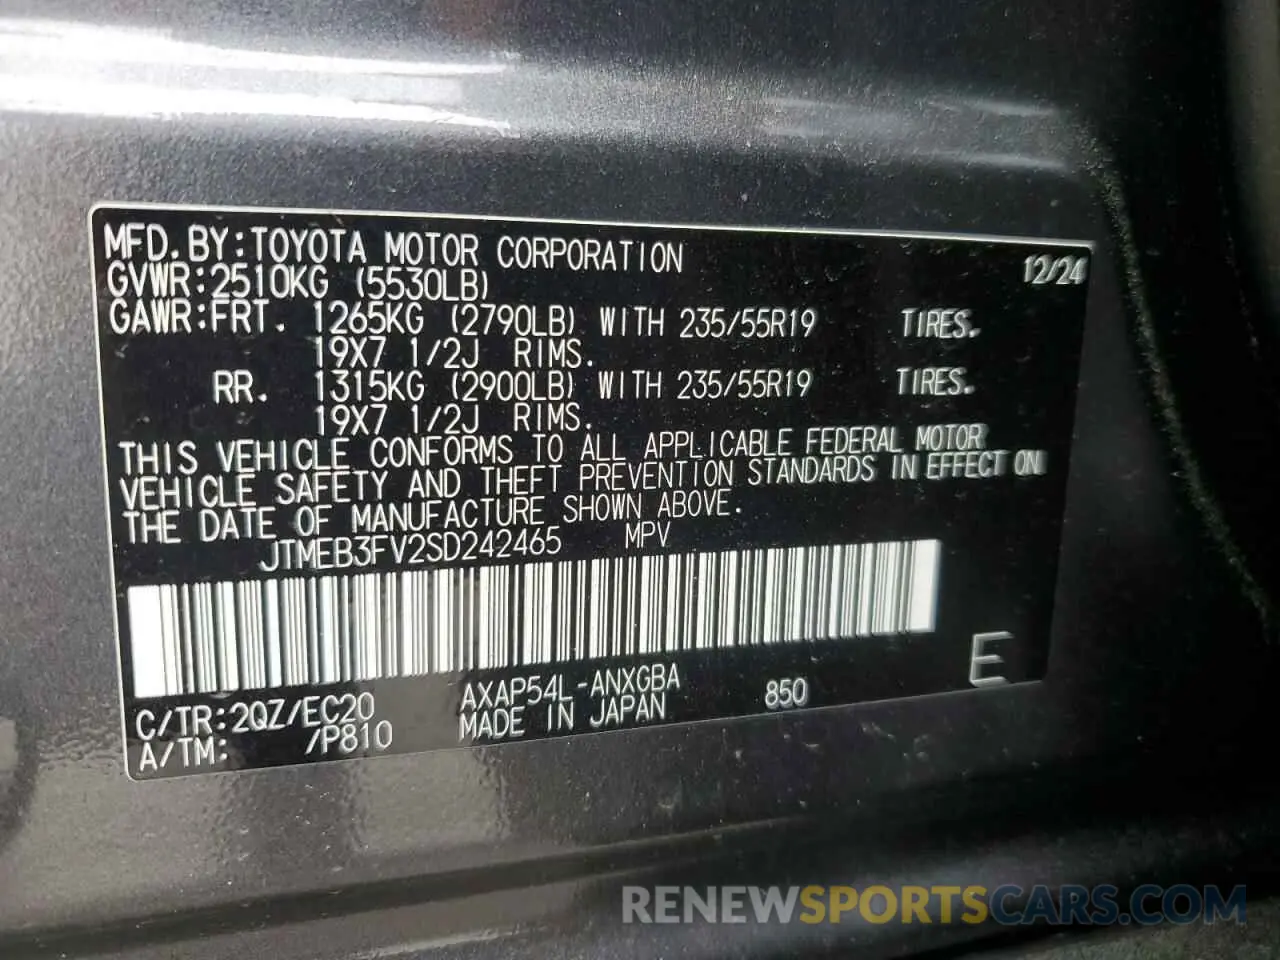 MFD.BY:TOYOTA MOTOR CORPORATION 12/24
GVWR:2510KG (5530LB)
GAWR:FRT. 1265KG (2790LB) WITH 235/55R19 TIRES.
19X7 1/2J RIMS.
RR. 1315KG (2900LB) WITH 235/55R19 TIRES.
19X7 1/2J RIMS.
THIS VEHICLE CONFORMS TO ALL APPLICABLE FEDERAL MOTOR
VEHICLE SAFETY AND THEFT PREVENTION STANDARDS IN EFFECT ON
THE DATE OF MANUFACTURE SHOWN ABOVE.
JTMEB3FV2SD242465 MPV
E
C/TR:2QZ/EC20 AXAP54L-ANXGBA 850
A/TM: /P810 MADE IN JAPAN
RENEWSPORTSCARS.COM